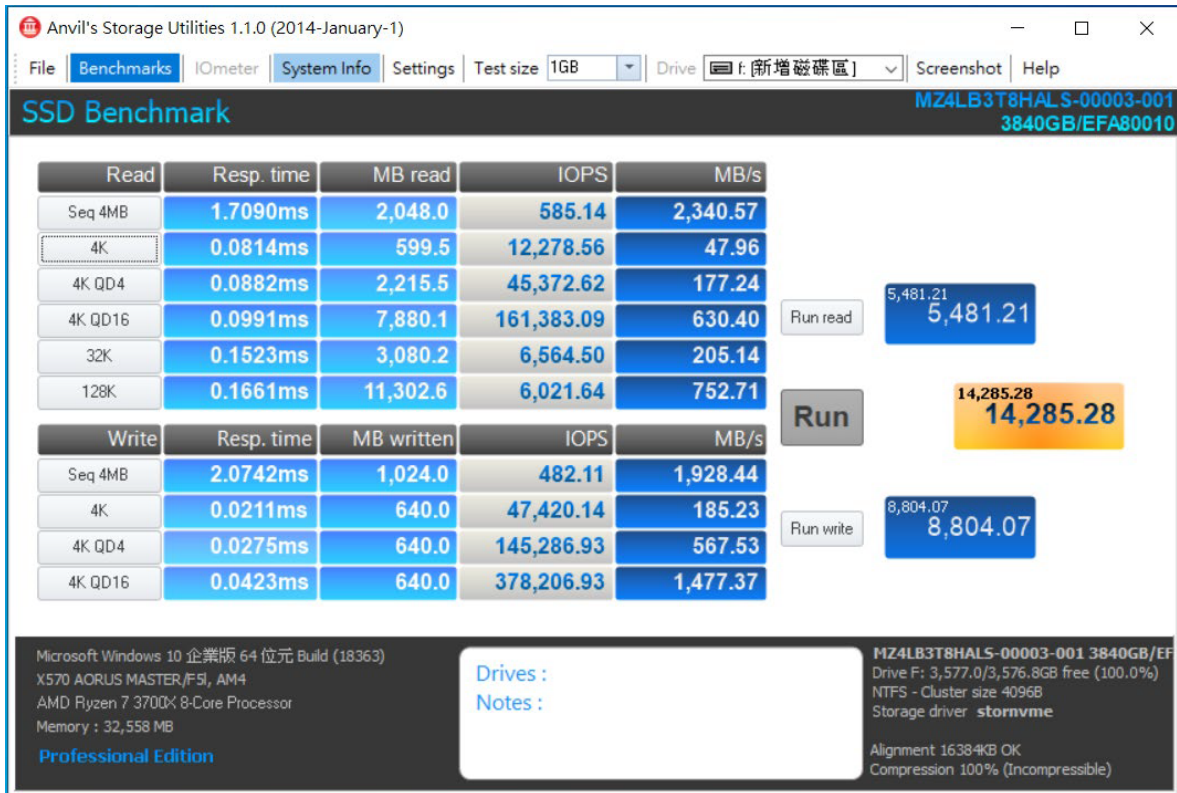 Anvil's Storage Utilities 1.1.0 (2014-January-1)
File Benchmarks IOmeter System Info Settings Test size 1GB Drive f: [新增磁碟區] Screenshot Help
SSD Benchmark
MZ4LB3T8HALS-00003-001
3840GB/EFA80010
Read Resp. time MB read IOPS MB/s
Seq 4MB 1.7090ms 2,048.0 585.14 2,340.57
4K 0.0814ms 599.5 12,278.56 47.96
4K QD4 0.0882ms 2,215.5 45,372.62 177.24
4K QD16 0.0991ms 7,880.1 161,383.09 630.40
32K 0.1523ms 3,080.2 6,564.50 205.14
128K 0.1661ms 11,302.6 6,021.64 752.71
Run read
5,481.21
5,481.21
Run
14,285.28
14,285.28
Write Resp. time MB written IOPS MB/s
Seq 4MB 2.0742ms 1,024.0 482.11 1,928.44
4K 0.0211ms 640.0 47,420.14 185.23
4K QD4 0.0275ms 640.0 145,286.93 567.53
4K QD16 0.0423ms 640.0 378,206.93 1,477.37
Run write
8,804.07
8,804.07
Microsoft Windows 10 企業版 64 位元 Build (18363)
X570 AORUS MASTER/F5l, AM4
AMD Ryzen 7 3700X 8-Core Processor
Memory : 32,558 MB
Professional Edition
Drives :
Notes :
MZ4LB3T8HALS-00003-001 3840GB/EF
Drive F: 3,577.0/3,576.8GB free (100.0%)
NTFS - Cluster size 4096B
Storage driver stornvme
Alignment 16384KB OK
Compression 100% (Incompressible)